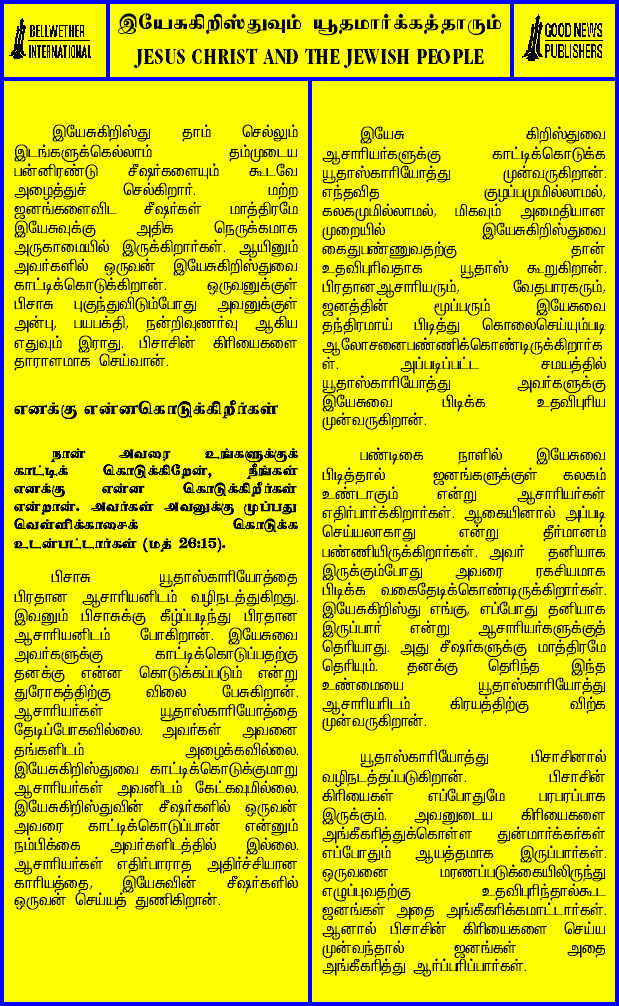 BELLWETHER
INTERNATIONAL
இயேசுகிறிஸ்துவும் யூதமார்க்கத்தாரும்
JESUS CHRIST AND THE JEWISH PEOPLE
GOOD NEWS
PUBLISHERS
இயேசுகிறிஸ்து தாம் செல்லும்
இடங்களுக்கெல்லாம் தம்முடைய
பன்னிரண்டு சீஷர்களையும் கூடவே
அழைத்துச் செல்கிறார். மற்ற
ஜனங்களைவிட சீஷர்கள் மாத்திரமே
இயேசுவுக்கு அதிக நெருக்கமாக
அருகாமையில் இருக்கிறார்கள். ஆயினும்
அவர்களில் ஒருவன் இயேசுகிறிஸ்துவை
காட்டிக்கொடுக்கிறான். ஒருவனுக்குள்
பிசாசு புகுந்துவிடும்போது அவனுக்குள்
அன்பு, பயபக்தி, நன்றிவுணர்வு ஆகிய
எதுவும் இராது. பிசாசின் கிரியைகளை
தாராளமாக செய்வான்.
எனக்கு என்னகொடுக்கிறீர்கள்
நான் அவரை உங்களுக்குக்
காட்டிக் கொடுக்கிறேன், நீங்கள்
எனக்கு என்ன கொடுக்கிறீர்கள்
என்றான். அவர்கள் அவனுக்கு முப்பது
வெள்ளிக்காசைக் கொடுக்க
உடன்பட்டார்கள் (மத் 26:15).
பிசாசு யூதாஸ்காரியோத்தை
பிரதான ஆசாரியனிடம் வழிநடத்துகிறது.
இவனும் பிசாசுக்கு கீழ்ப்படிந்து பிரதான
ஆசாரியனிடம் போகிறான். இயேசுவை
அவர்களுக்கு காட்டிக்கொடுப்பதற்கு
தனக்கு என்ன கொடுக்கப்படும் என்று
துரோகத்திற்கு விலை பேசுகிறான்.
ஆசாரியர்கள் யூதாஸ்காரியோத்தை
தேடிப்போகவில்லை. அவர்கள் அவனை
தங்களிடம் அழைக்கவில்லை.
இயேசுகிறிஸ்துவை காட்டிக்கொடுக்குமாறு
ஆசாரியர்கள் அவனிடம் கேட்கவுமில்லை.
இயேசுகிறிஸ்துவின் சீஷர்களில் ஒருவன்
அவரை காட்டிக்கொடுப்பான் என்னும்
நம்பிக்கை அவர்களிடத்தில் இல்லை.
ஆசாரியர்கள் எதிர்பாராத அதிர்ச்சியான
காரியத்தை, இயேசுவின் சீஷர்களில்
ஒருவன் செய்யத் துணிகிறான்.
இயேசு கிறிஸ்துவை
ஆசாரியர்களுக்கு காட்டிக்கொடுக்க
யூதாஸ்காரியோத்து முன்வருகிறான்.
எந்தவித குழப்பமுமில்லாமல்,
கலகமுமில்லாமல், மிகவும் அமைதியான
முறையில் இயேசுகிறிஸ்துவை
கைதுபண்ணுவதற்கு தான்
உதவிபுரிவதாக யூதாஸ் கூறுகிறான்.
பிரதானஆசாரியரும், வேதபாரகரும்,
ஜனத்தின் மூப்பரும் இயேசுவை
தந்திரமாய் பிடித்து கொலைசெய்யும்படி
ஆலோசனைபண்ணிக்கொண்டிருக்கிறார்க
ள். அப்படிப்பட்ட சமயத்தில்
யூதாஸ்காரியோத்து அவர்களுக்கு
இயேசுவை பிடிக்க உதவிபுரிய
முன்வருகிறான்.
பண்டிகை நாளில் இயேசுவை
பிடித்தால் ஜனங்களுக்குள் கலகம்
உண்டாகும் என்று ஆசாரியர்கள்
எதிர்பார்க்கிறார்கள். ஆகையினால் அப்படி
செய்யலாகாது என்று தீர்மானம்
பண்ணியிருக்கிறார்கள். அவர் தனியாக
இருக்கும்போது அவரை ரகசியமாக
பிடிக்க வகைதேடிக்கொண்டிருக்கிறார்கள்.
இயேசுகிறிஸ்து எங்கு, எப்போது தனியாக
இருப்பார் என்று ஆசாரியர்களுக்குத்
தெரியாது. அது சீஷர்களுக்கு மாத்திரமே
தெரியும். தனக்கு தெரிந்த இந்த
உண்மையை யூதாஸ்காரியோத்து
ஆசாரியரிடம் கிரயத்திற்கு விற்க
முன்வருகிறான்.
யூதாஸ்காரியோத்து பிசாசினால்
வழிநடத்தப்படுகிறான். பிசாசின்
கிரியைகள் எப்போதுமே பரபரப்பாக
இருக்கும். அவனுடைய கிரியைகளை
அங்கீகரித்துக்கொள்ள துன்மார்க்கர்கள்
எப்போதும் ஆயத்தமாக இருப்பார்கள்.
ஒருவனை மரணப்படுக்கையிலிருந்து
எழுப்புவதற்கு உதவிபுரிந்தால்கூட
ஜனங்கள் அதை அங்கீகரிக்கமாட்டார்கள்.
ஆனால் பிசாசின் கிரியைகளை செய்ய
முன்வந்தால் ஜனங்கள் அதை
அங்கீகரித்து ஆர்ப்பரிப்பார்கள்.